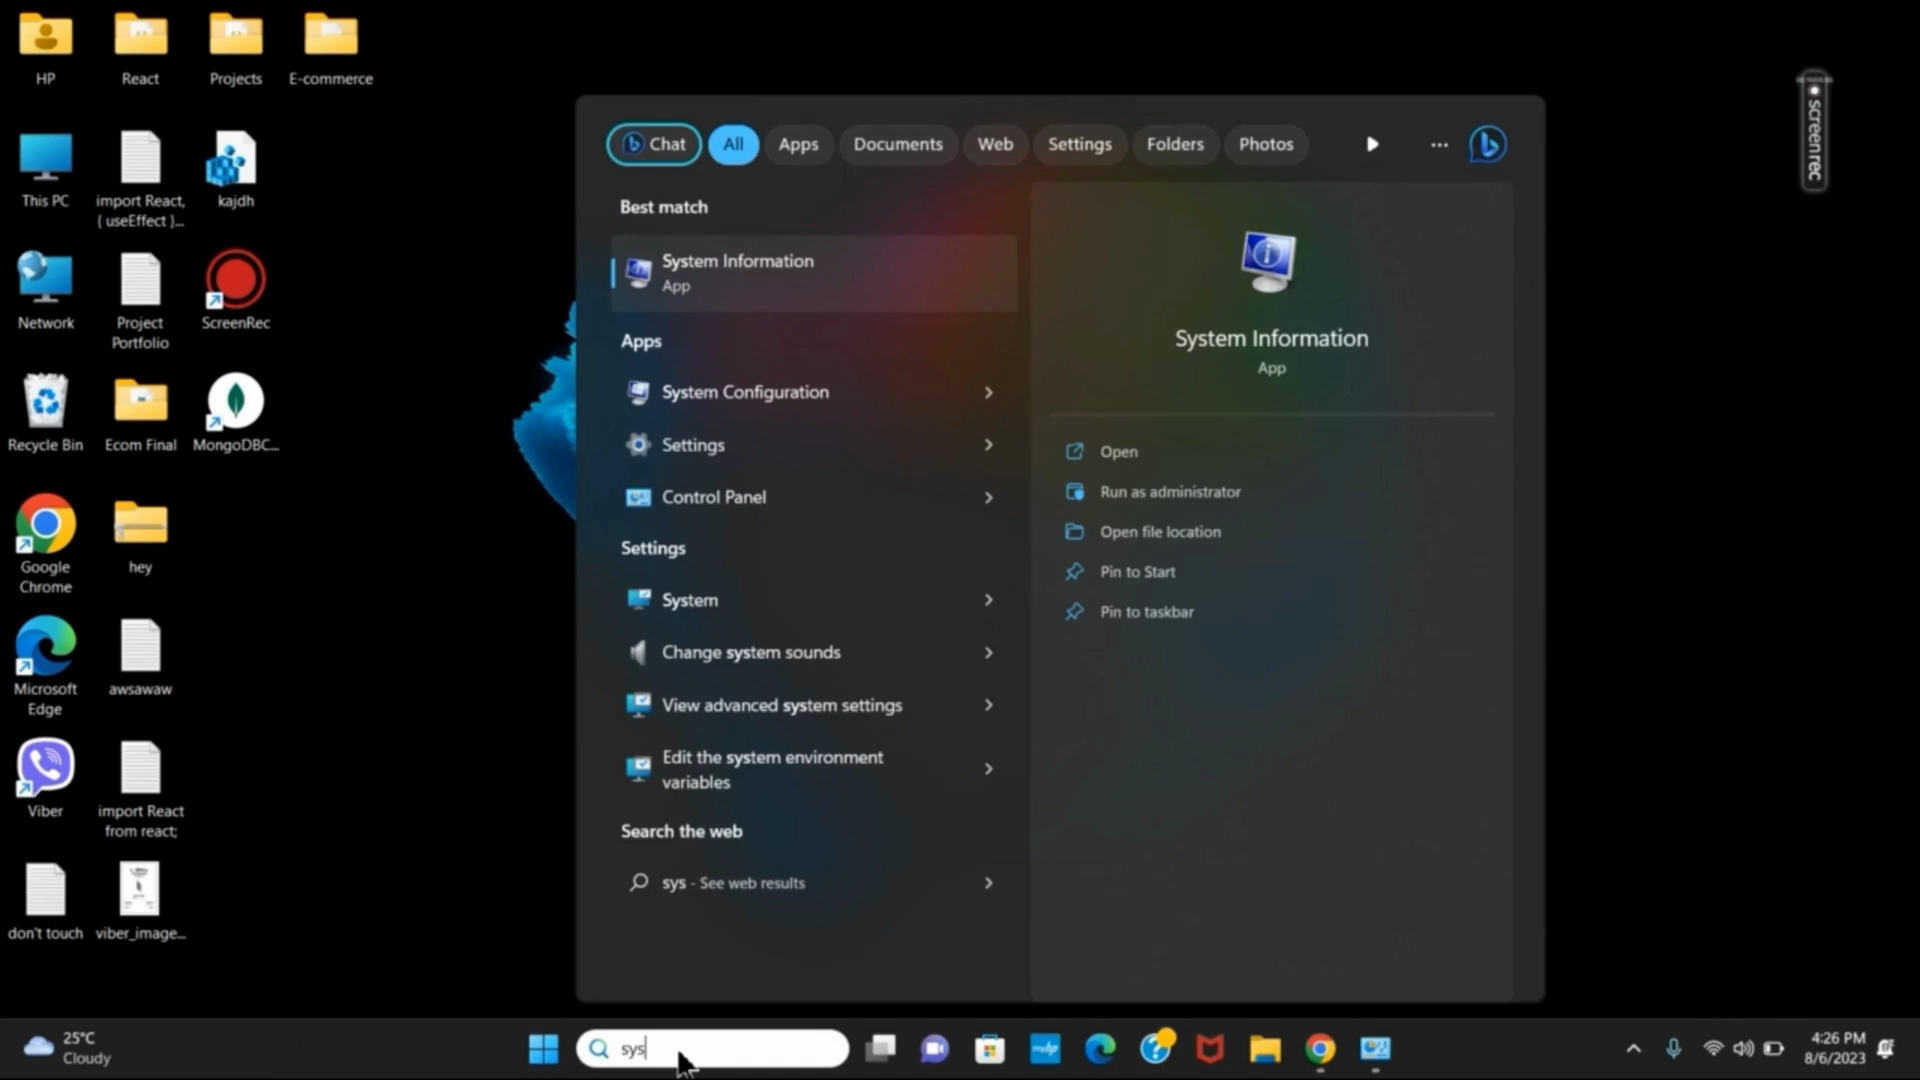 HP
React
Projects
E-commerce
This PC
import React,
{ useEffect }...
kajdh
Network
Project
Portfolio
ScreenRec
Recycle Bin
Ecom Final
MongoDBC...
Google
Chrome
hey
Microsoft
Edge
awsawaw
Viber
import React
from react;
don't touch
viber_image...
Chat
All
Apps
Documents
Web
Settings
Folders
Photos
...
Best match
System Information
App
Apps
System Configuration
Settings
Control Panel
Settings
System
Change system sounds
View advanced system settings
Edit the system environment
variables
Search the web
sys - See web results
System Information
App
Open
Run as administrator
Open file location
Pin to Start
Pin to taskbar
screenrec
25°C
Cloudy
sys
myhp
4:26 PM
8/6/2023